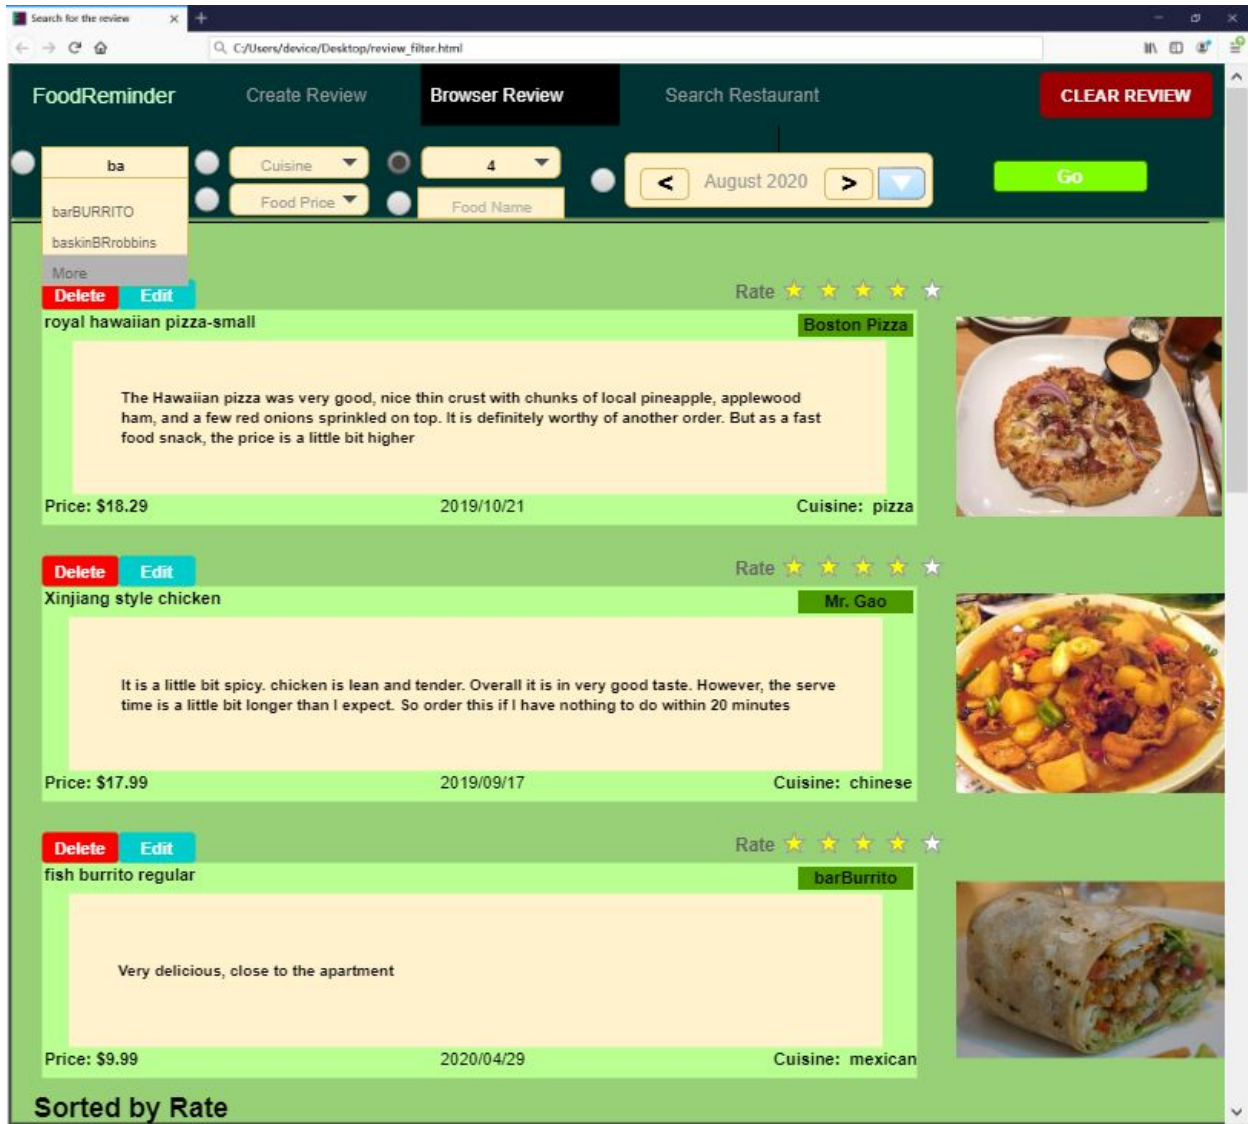 Search for the review
C:/Users/device/Desktop/review_filter.html
FoodReminder Create Review Browser Review Search Restaurant CLEAR REVIEW
ba Cuisine 4 < August 2020 > Go
Food Price Food Name
barBURRITO
baskinBRrobbins
More
Delete Edit Rate
royal hawaiian pizza-small Boston Pizza
The Hawaiian pizza was very good, nice thin crust with chunks of local pineapple, applewood
ham, and a few red onions sprinkled on top. It is definitely worthy of another order. But as a fast
food snack, the price is a little bit higher
Price: $18.29 2019/10/21 Cuisine: pizza
Delete Edit Rate
Xinjiang style chicken Mr. Gao
It is a little bit spicy. chicken is lean and tender. Overall it is in very good taste. However, the serve
time is a little bit longer than I expect. So order this if I have nothing to do within 20 minutes
Price: $17.99 2019/09/17 Cuisine: chinese
Delete Edit Rate
fish burrito regular barBurrito
Very delicious, close to the apartment
Price: $9.99 2020/04/29 Cuisine: mexican
Sorted by Rate